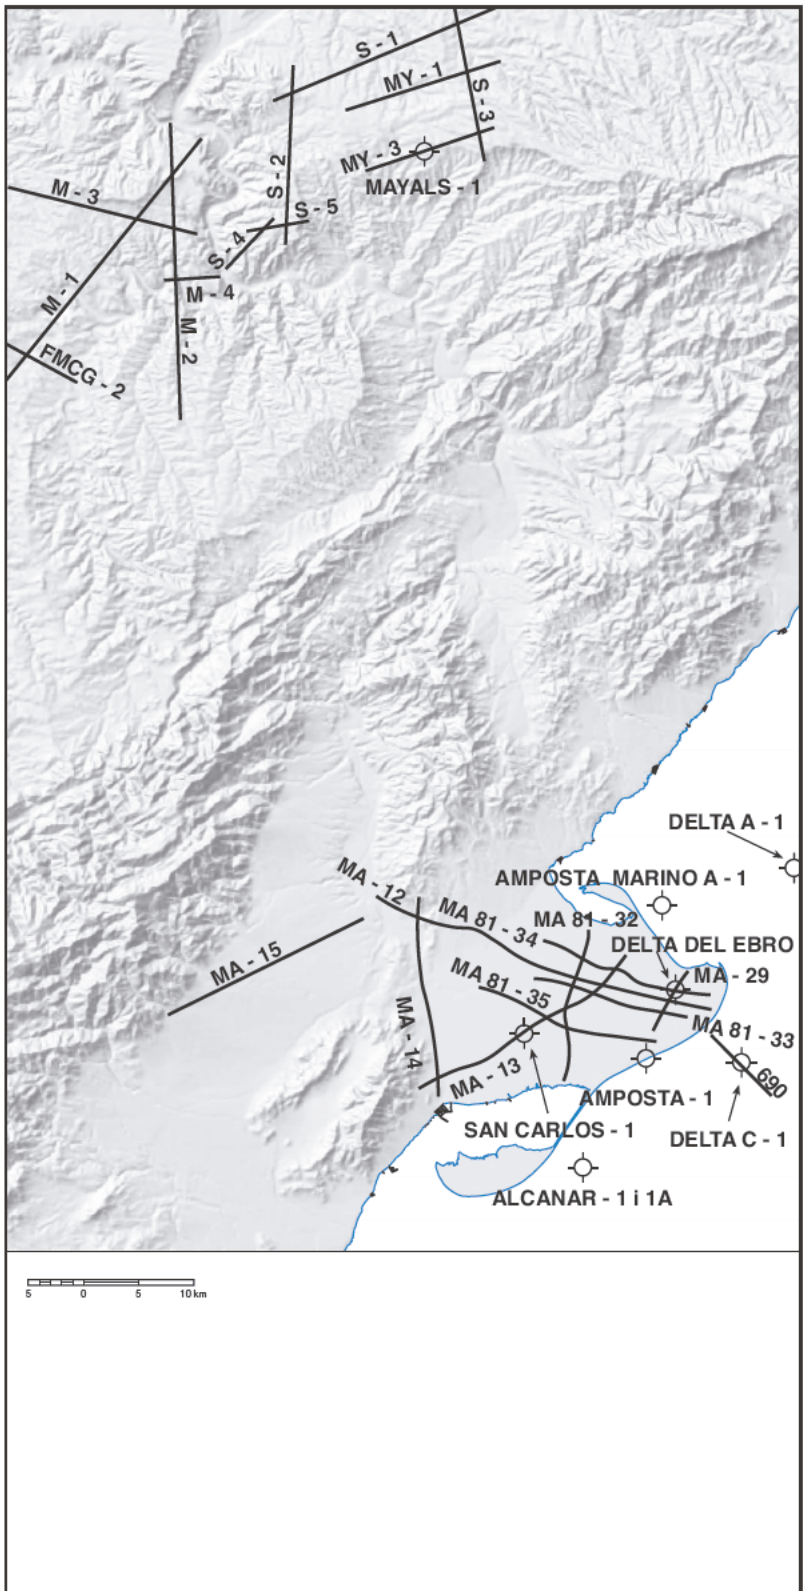 S - 1
MY - 1
S - 3
S - 2
MY - 3
MAYALS - 1
M - 3
S - 5
S - 4
M - 1
M - 4
M - 2
FMCG - 2
DELTA A - 1
MA - 12
AMPOSTA MARINO A - 1
MA 81 - 34
MA 81 - 32
DELTA DEL EBRO
MA - 15
MA 81 - 35
MA - 29
MA - 14
MA 81 - 33
MA - 13
690
AMPOSTA - 1
SAN CARLOS - 1
DELTA C - 1
ALCANAR - 1 i 1A
5 0 5 10 km